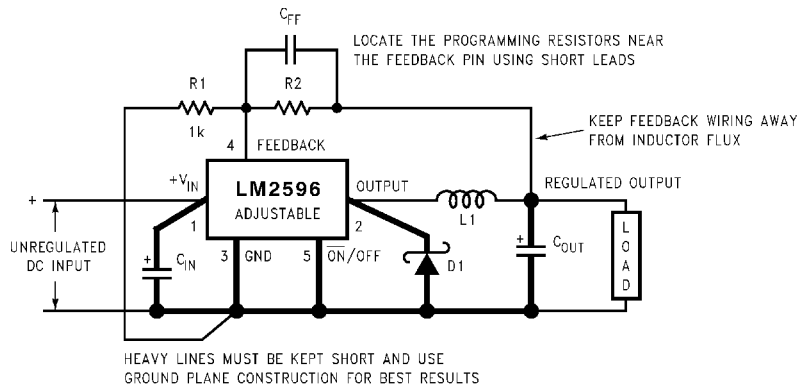 CFF
LOCATE THE PROGRAMMING RESISTORS NEAR
THE FEEDBACK PIN USING SHORT LEADS
R1
R2
1k
4
FEEDBACK
KEEP FEEDBACK WIRING AWAY
FROM INDUCTOR FLUX
+VIN
LM2596
ADJUSTABLE
OUTPUT
REGULATED OUTPUT
+
1
2
L1
UNREGULATED
DC INPUT
+
CIN
3
GND
5
ON/OFF
D1
+
COUT
LOAD
HEAVY LINES MUST BE KEPT SHORT AND USE
GROUND PLANE CONSTRUCTION FOR BEST RESULTS